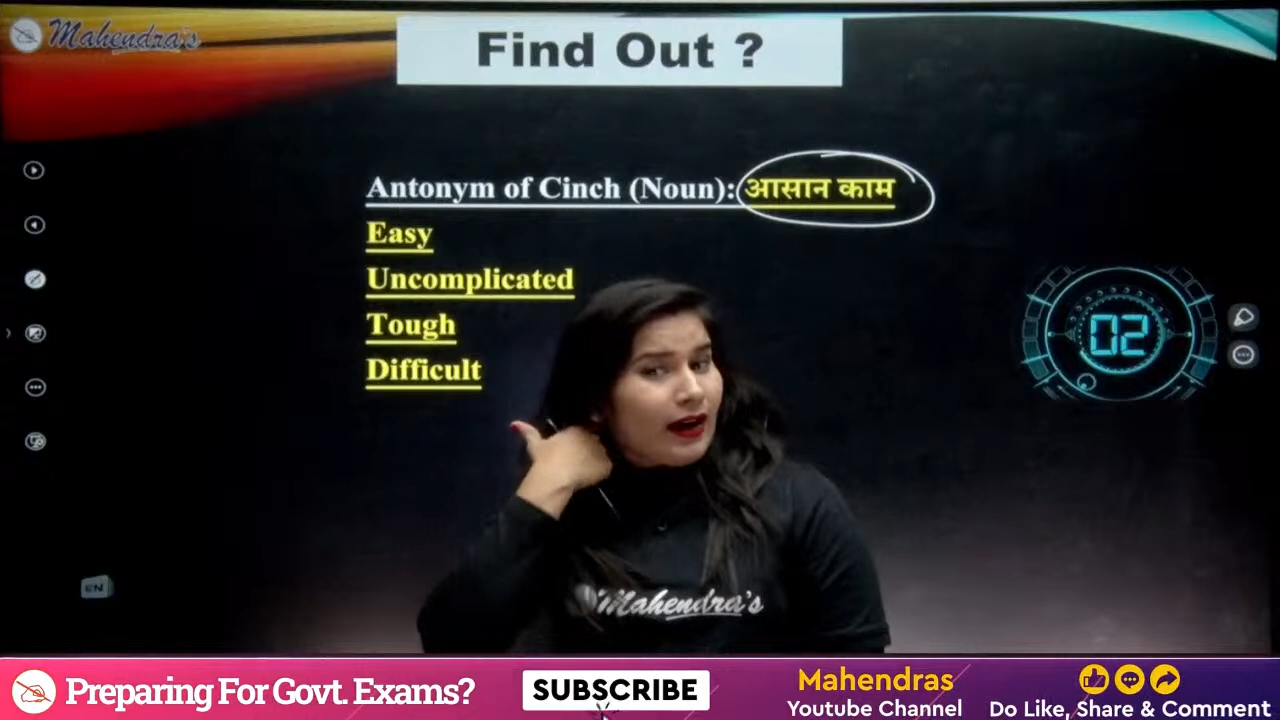 Mahendra's
Find Out ?
Antonym of Cinch (Noun): आसान काम
Easy
Uncomplicated
Tough
Difficult
02
EN
Mahendra's
Preparing For Govt. Exams?
SUBSCRIBE
Mahendras
Youtube Channel
Do Like, Share & Comment